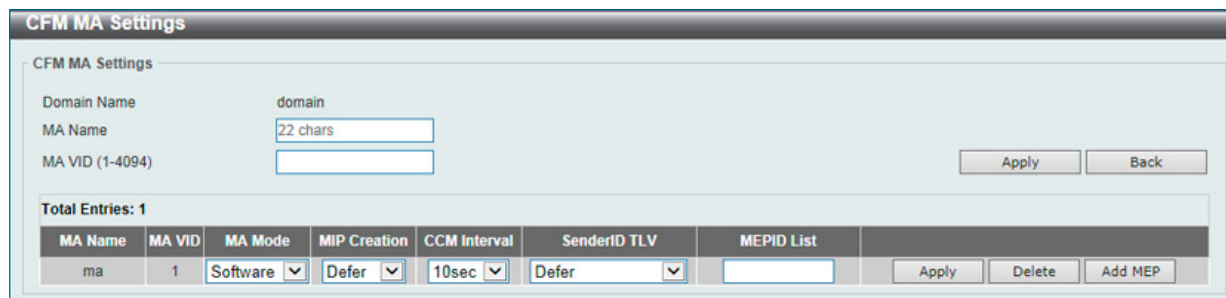 CFM MA Settings
CFM MA Settings
Domain Name domain
MA Name 22 chars
MA VID (1-4094) Apply Back
Total Entries: 1
MA Name MA VID MA Mode MIP Creation CCM Interval SenderID TLV MEPID List
ma 1 Software Defer 10sec Defer Apply Delete Add MEP